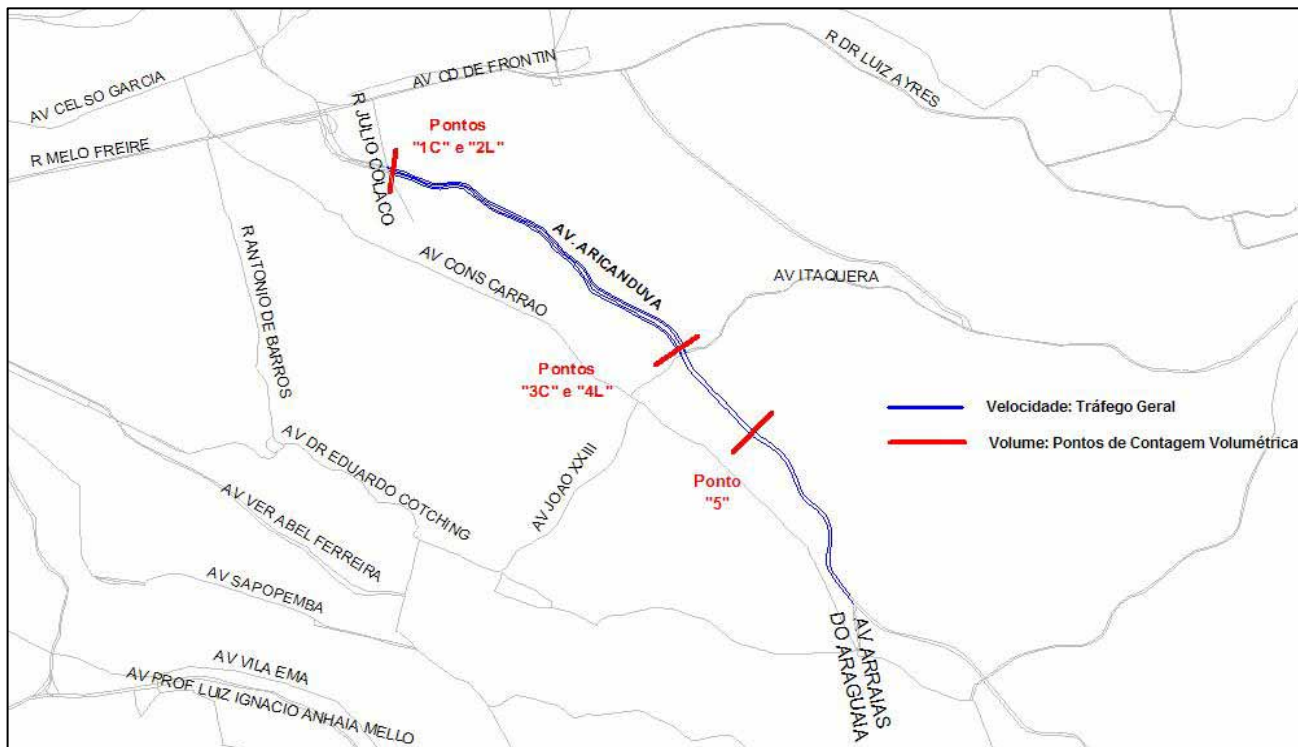 R DR LUIZ AYRES
AV CD DE FRONTIN
AV CELSO GARCIA
R MELO FREIRE
R JULIO COLACO
Pontos
"1C" e "2L"
R ANTONIO DE BARROS
AV CONS CARRAO
AV. ARICANDUVA
AV ITAQUERA
Pontos
"3C" e "4L"
Velocidade: Tráfego Geral
Volume: Pontos de Contagem Volumétrica
AV DR EDUARDO COTCHING
AV JOAO XXIII
Ponto
"5"
AV VER ABEL FERREIRA
AV SAPOPEMBA
AV VILA EMA
AV PROF LUIZ IGNACIO ANHAIA MELLO
AV. ARRAIAS
DO ARAGUAIA